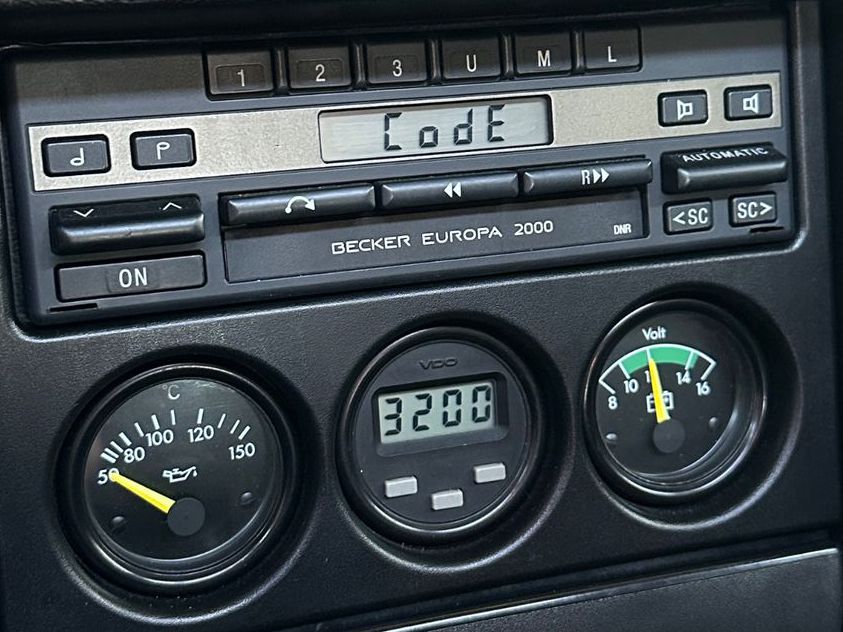 1 2 3 U M L
CodE
P
AUTOMATIC
R
<SC SC>
BECKER EUROPA 2000
DNR
ON
°C
50 80 100 120 150
VDO
3200
Volt
8 10 14 16